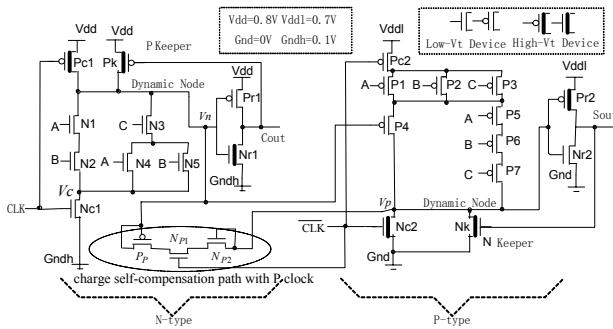 Vdd Vdd
Vdd=0.8V Vddl=0.7V
Gnd=0V Gndh=0.1V
Vddl
Low-Vt Device High-Vt Device
Pc1 Pk P Keeper
Pc2
Vdd
Vddl
Dynamic Node
A P1 B P2 C P3
Pr1
Pr2
Vn
Cout
Sout
A N1 C N3
P4
A P5
B N2 A N4 B N5
Nr1
B P6
Nr2
Gndh
Gnd
C P7
Vc
CLK Nc1
Vp Dynamic Node
CLK
Nc2 Nk
N Keeper
Gndh
PP NP1 NP2
Gnd
charge self-compensation path with P clock
N-type P-type